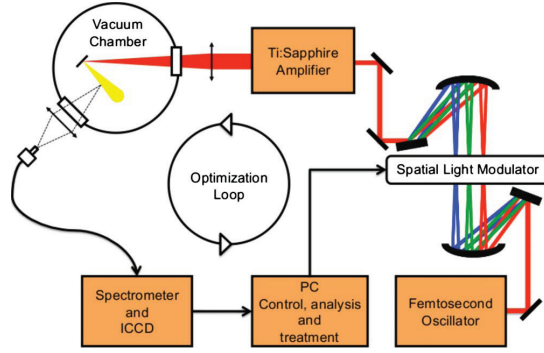 Vacuum
Chamber
Ti:Sapphire
Amplifier
Spatial Light Modulator
Optimization
Loop
Spectrometer
and
ICCD
PC
Control, analysis
and
treatment
Femtosecond
Oscillator